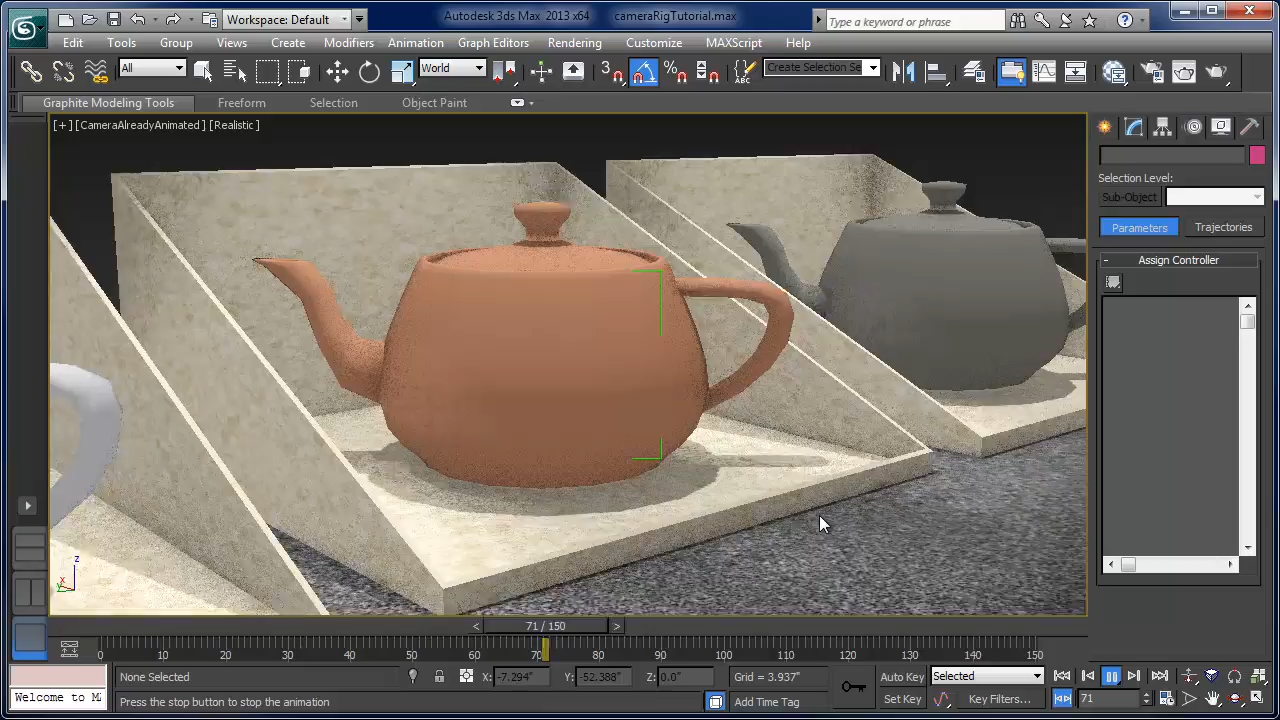 Workspace: Default
Autodesk 3ds Max 2013 x64 cameraRigTutorial.max
Type a keyword or phrase
Edit Tools Group Views Create Modifiers Animation Graph Editors Rendering Customize MAXScript Help
All World 3 Create Selection Se
Graphite Modeling Tools Freeform Selection Object Paint
[+] [CameraAlreadyAnimated] [Realistic]
Selection Level:
Sub-Object
Parameters Trajectories
- Assign Controller
z
x
y
< 71 / 150 >
0 10 20 30 40 50 60 70 80 90 100 110 120 130 140 150
None Selected X: -7.294" Y: -52.388" Z: 0.0" Grid = 3.937" Auto Key Selected
Welcome to M
Press the stop button to stop the animation Add Time Tag Set Key Key Filters... 71